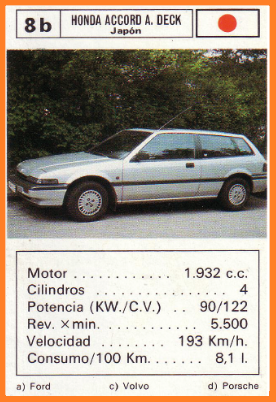 8b HONDA ACCORD A. DECK
Japón
Motor . . . . . . . . . . . . 1.932 c.c.
Cilindros . . . . . . . . . . . . . . 4
Potencia (KW./C.V.) . . 90/122
Rev. × min. . . . . . . . . . . 5.500
Velocidad . . . . . . . 193 Km/h.
Consumo/100 Km. . . . . . . 8,1 l.
a) Ford c) Volvo d) Porsche